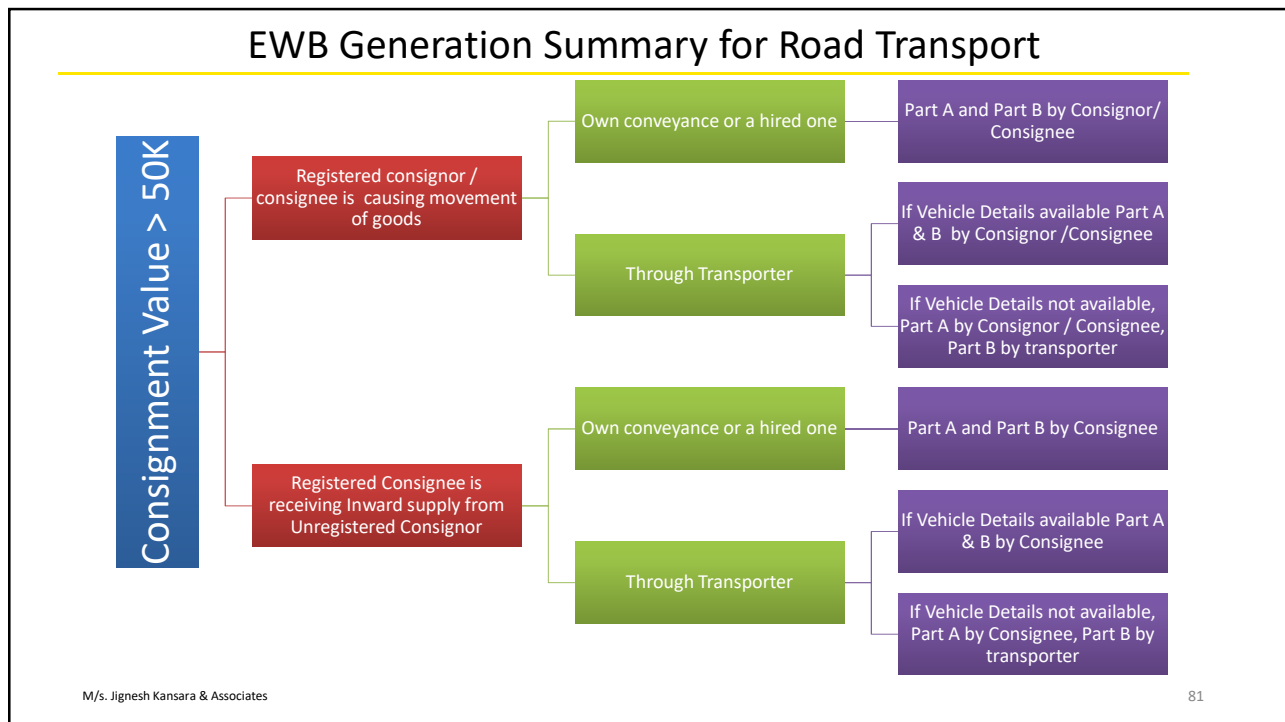 EWB Generation Summary for Road Transport
Consignment Value > 50K
Registered consignor /
consignee is causing movement
of goods
Own conveyance or a hired one
Part A and Part B by Consignor/
Consignee
Through Transporter
If Vehicle Details available Part A
& B by Consignor /Consignee
If Vehicle Details not available,
Part A by Consignor / Consignee,
Part B by transporter
Registered Consignee is
receiving Inward supply from
Unregistered Consignor
Own conveyance or a hired one
Part A and Part B by Consignee
Through Transporter
If Vehicle Details available Part A
& B by Consignee
If Vehicle Details not available,
Part A by Consignee, Part B by
transporter
M/s. Jignesh Kansara & Associates
81